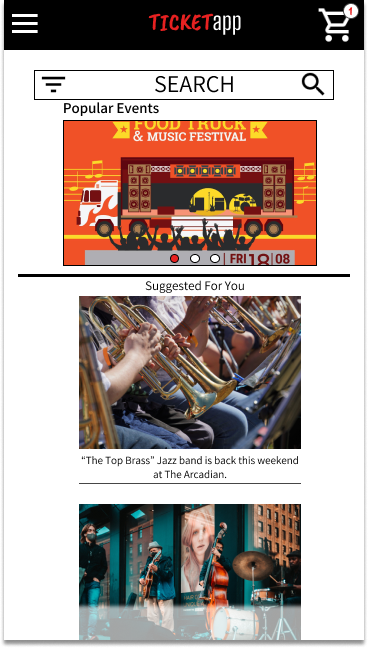 TICKETapp
1
SEARCH
Popular Events
FOOD TRUCK
& MUSIC FESTIVAL
FRI 18 08
Suggested For You
“The Top Brass” Jazz band is back this weekend
at The Arcadian.